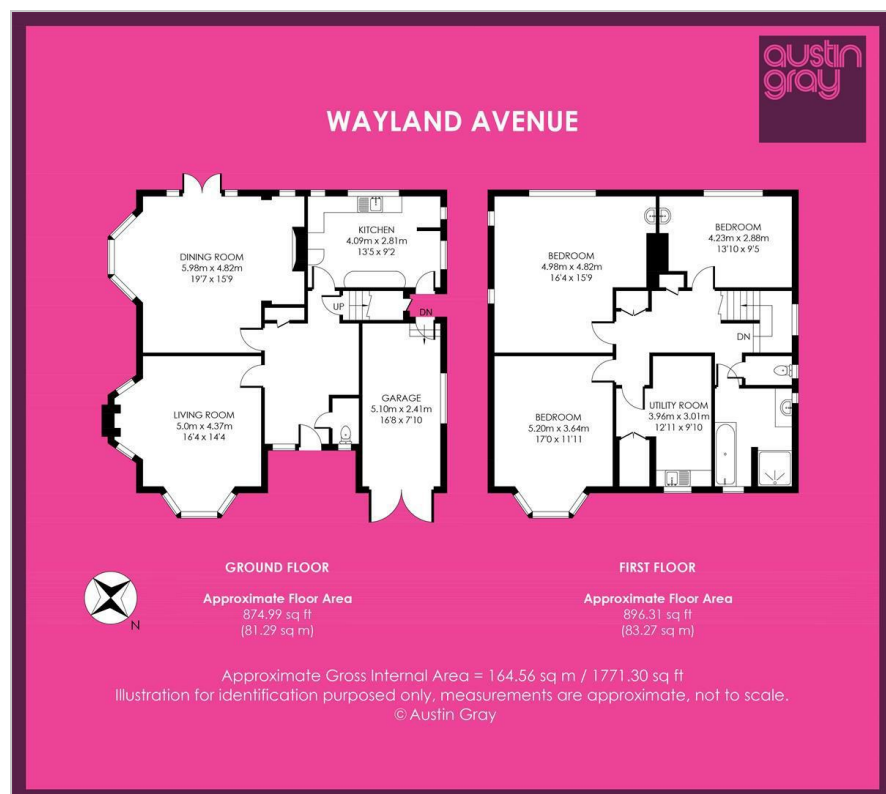 austin
gray
WAYLAND AVENUE
DINING ROOM
5.98m x 4.82m
19'7 x 15'9
KITCHEN
4.09m x 2.81m
13'5 x 9'2
UP
DN
LIVING ROOM
5.0m x 4.37m
16'4 x 14'4
GARAGE
5.10m x 2.41m
16'8 x 7'10
BEDROOM
4.98m x 4.82m
16'4 x 15'9
BEDROOM
4.23m x 2.88m
13'10 x 9'5
DN
BEDROOM
5.20m x 3.64m
17'0 x 11'11
UTILITY ROOM
3.96m x 3.01m
12'11 x 9'10
GROUND FLOOR
Approximate Floor Area
874.99 sq ft
(81.29 sq m)
FIRST FLOOR
Approximate Floor Area
896.31 sq ft
(83.27 sq m)
N
Approximate Gross Internal Area = 164.56 sq m / 1771.30 sq ft
Illustration for identification purposed only, measurements are approximate, not to scale.
© Austin Gray